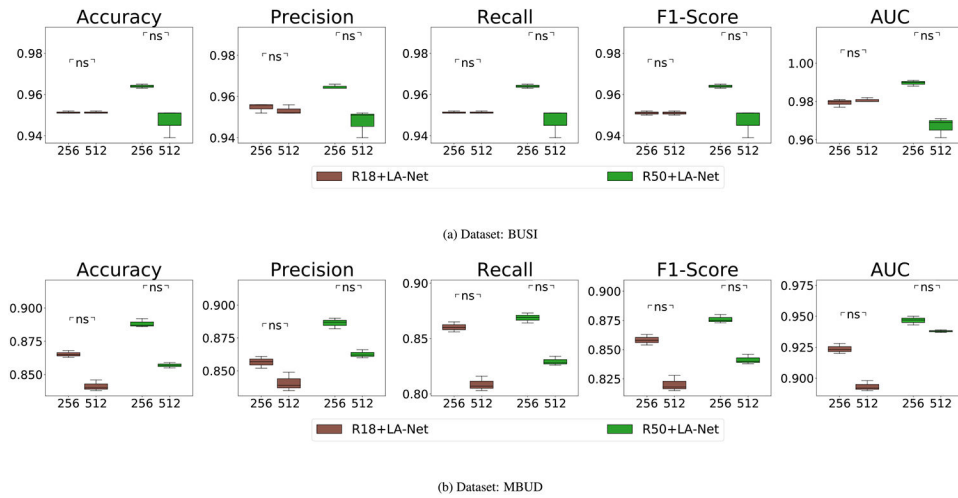 Accuracy Precision Recall F1-Score AUC
ns ns ns ns ns
ns ns ns ns ns
0.98 0.98 0.98 0.98 1.00
0.96 0.96 0.96 0.96 0.98
0.94 0.94 0.94 0.94 0.96
256 512 256 512 256 512 256 512 256 512 256 512 256 512 256 512 256 512 256 512
R18+LA-Net R50+LA-Net
(a) Dataset: BUSI
Accuracy Precision Recall F1-Score AUC
ns ns ns ns ns
ns ns ns ns ns
0.900 0.900 0.90 0.900 0.975
0.875 0.875 0.85 0.875 0.950
0.850 0.850 0.80 0.850 0.925
0.825 0.900
256 512 256 512 256 512 256 512 256 512 256 512 256 512 256 512 256 512 256 512
R18+LA-Net R50+LA-Net
(b) Dataset: MBUD